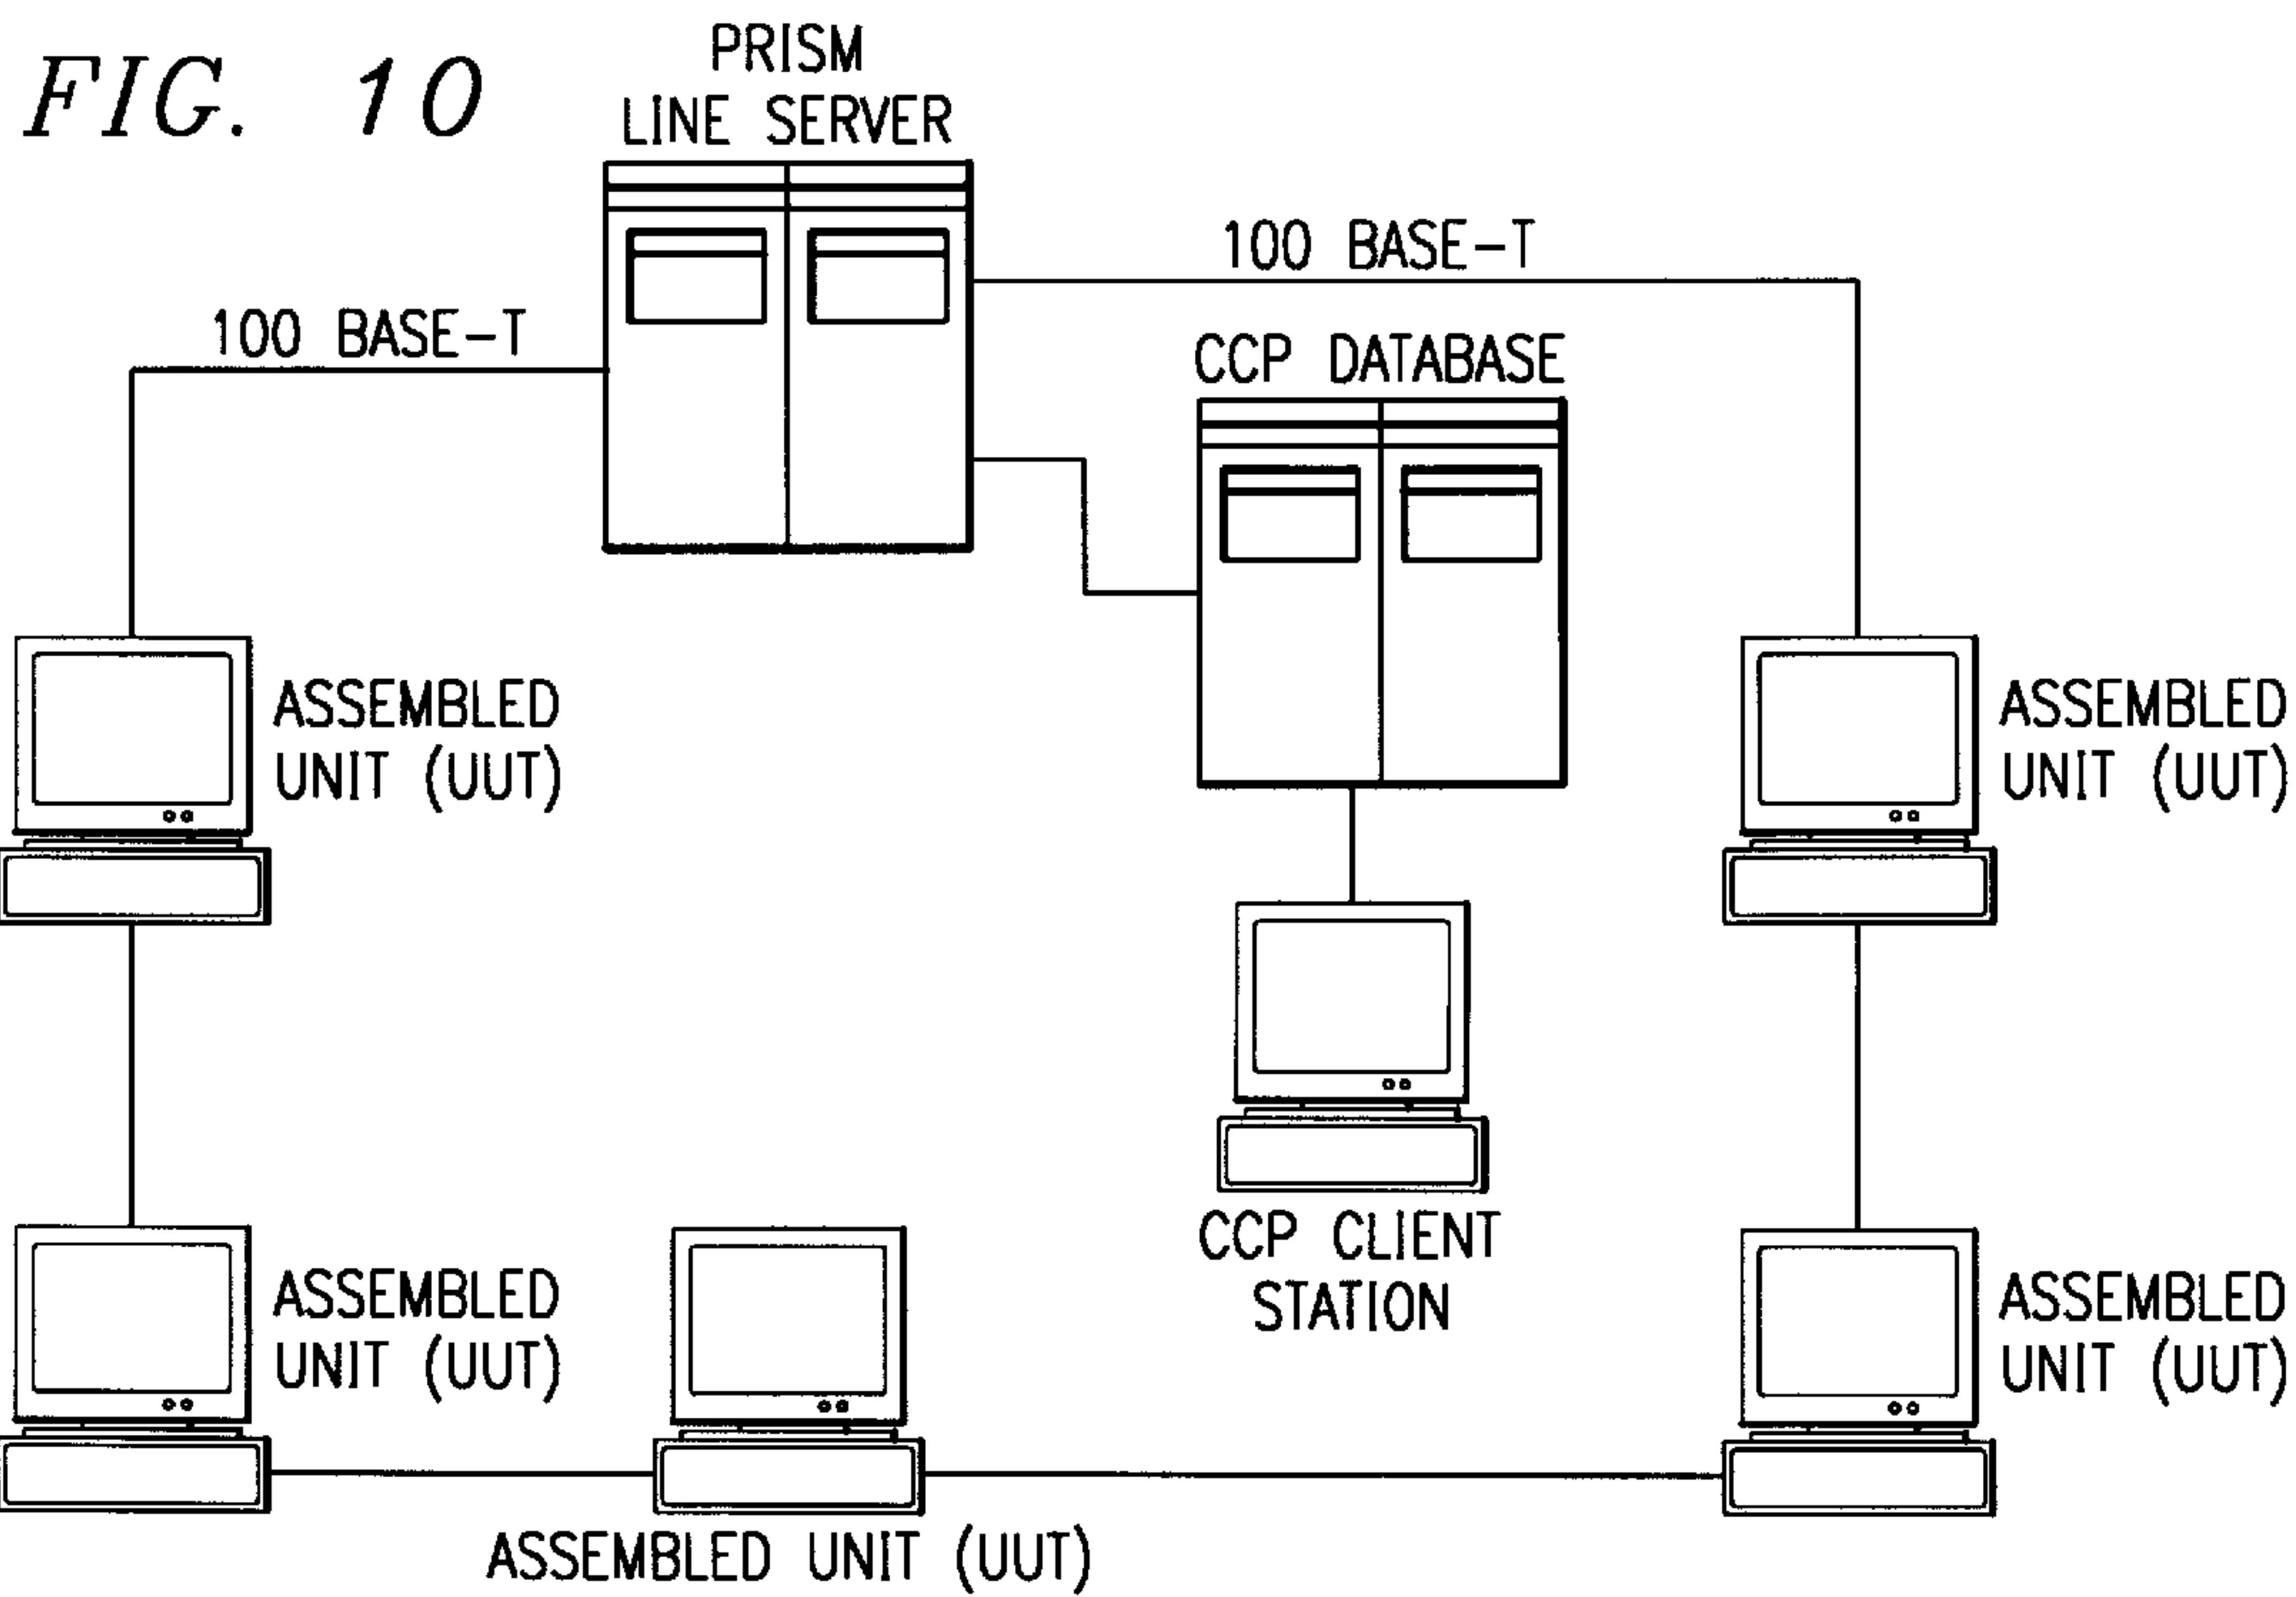 FIG. 10
PRISM
LINE SERVER
100 BASE-T
100 BASE-T
CCP DATABASE
ASSEMBLED
UNIT (UUT)
ASSEMBLED
UNIT (UUT)
CCP CLIENT
STATION
ASSEMBLED
UNIT (UUT)
ASSEMBLED
UNIT (UUT)
ASSEMBLED UNIT (UUT)